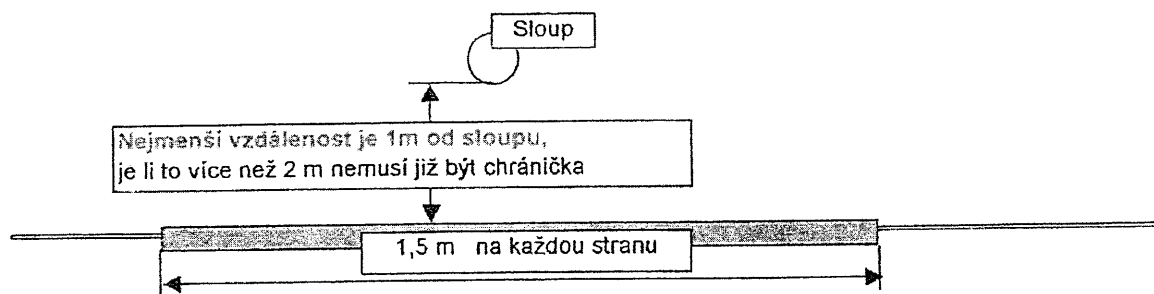 Sloup
Nejmenší vzdálenost je 1m od sloupu,
je li to více než 2 m nemusí již být chránička
1,5 m na každou stranu